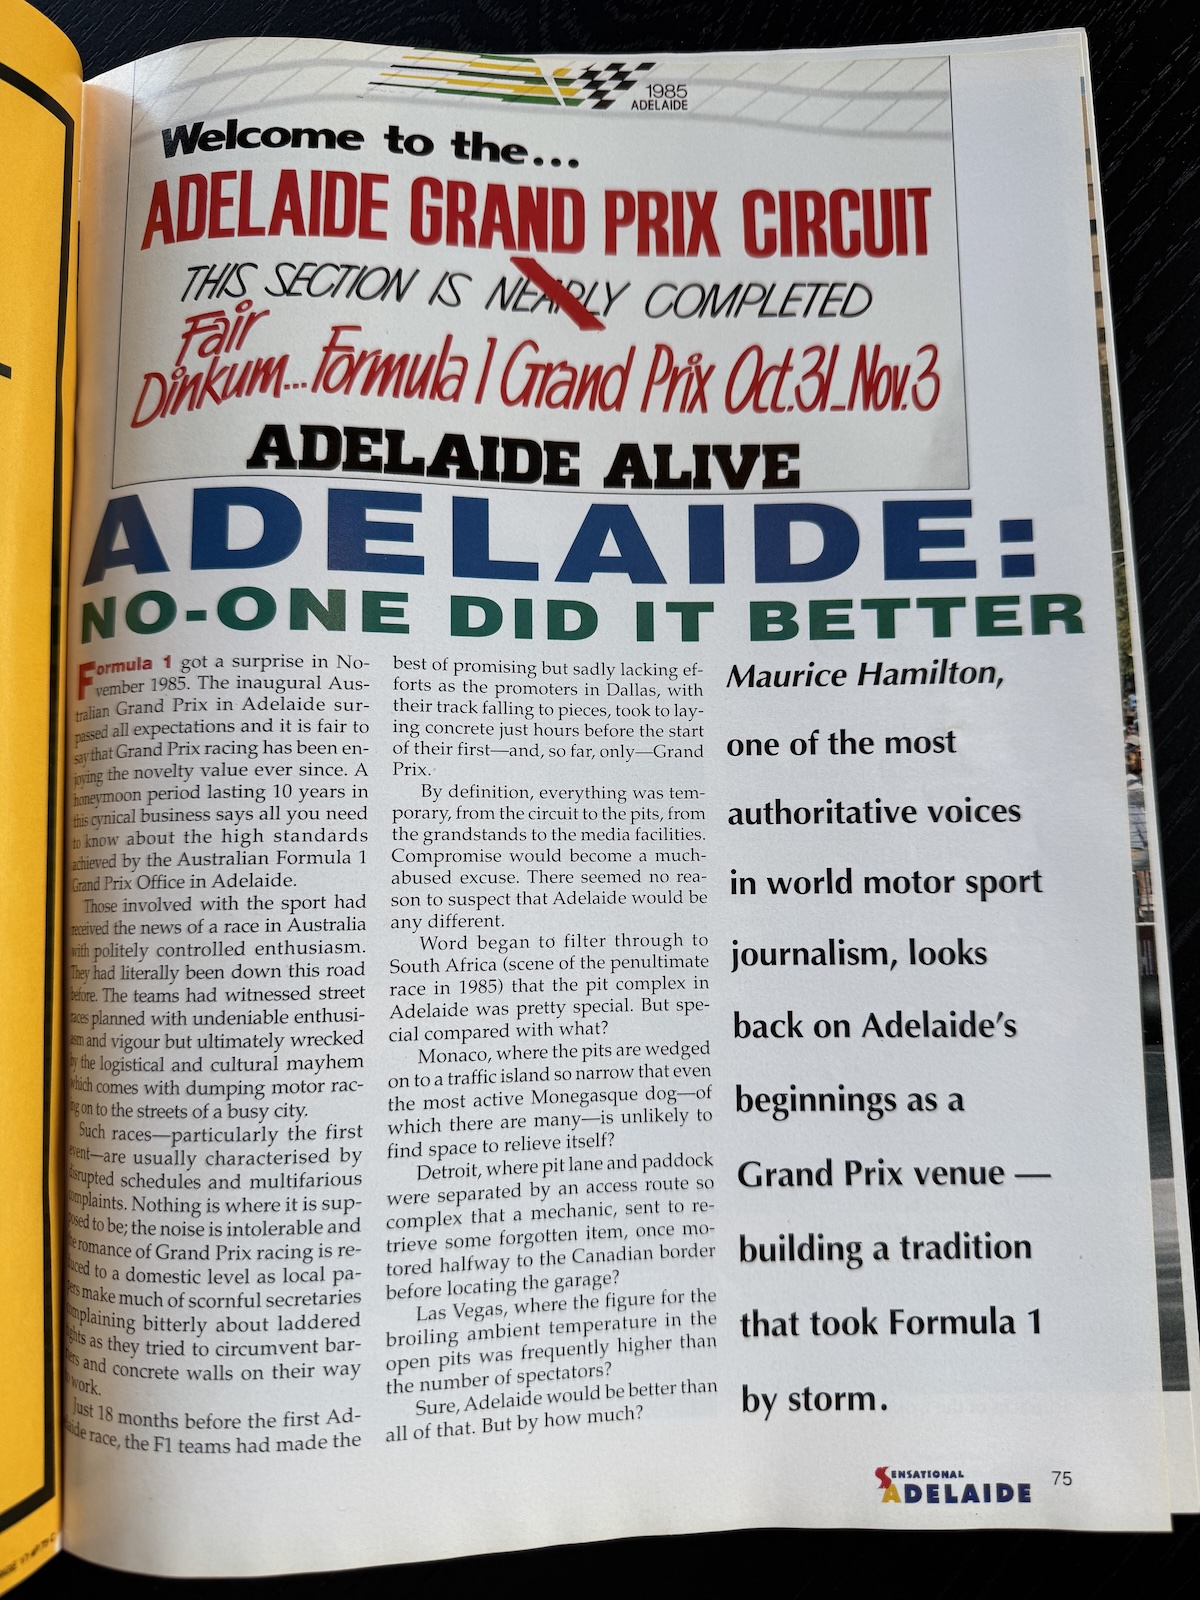 1985
ADELAIDE
Welcome to the...
ADELAIDE GRAND PRIX CIRCUIT
THIS SECTION IS NEARLY COMPLETED
Fair
Dinkum... Formula 1 Grand Prix Oct.31_Nov.3
ADELAIDE ALIVE
ADELAIDE:
NO-ONE DID IT BETTER
Formula 1 got a surprise in No-
vember 1985. The inaugural Aus-
tralian Grand Prix in Adelaide sur-
passed all expectations and it is fair to
say that Grand Prix racing has been en-
joying the novelty value ever since. A
honeymoon period lasting 10 years in
this cynical business says all you need
to know about the high standards
achieved by the Australian Formula 1
Grand Prix Office in Adelaide.
Those involved with the sport had
received the news of a race in Australia
with politely controlled enthusiasm.
They had literally been down this road
before. The teams had witnessed street
races planned with undeniable enthusi-
asm and vigour but ultimately wrecked
by the logistical and cultural mayhem
which comes with dumping motor rac-
ing on to the streets of a busy city.
Such races—particularly the first
event—are usually characterised by
disrupted schedules and multifarious
complaints. Nothing is where it is sup-
posed to be; the noise is intolerable and
the romance of Grand Prix racing is re-
duced to a domestic level as local pa-
pers make much of scornful secretaries
complaining bitterly about laddered
tights as they tried to circumvent bar-
riers and concrete walls on their way
to work.
Just 18 months before the first Ad-
elaide race, the F1 teams had made the
best of promising but sadly lacking ef-
forts as the promoters in Dallas, with
their track falling to pieces, took to lay-
ing concrete just hours before the start
of their first—and, so far, only—Grand
Prix.
By definition, everything was tem-
porary, from the circuit to the pits, from
the grandstands to the media facilities.
Compromise would become a much-
abused excuse. There seemed no rea-
son to suspect that Adelaide would be
any different.
Word began to filter through to
South Africa (scene of the penultimate
race in 1985) that the pit complex in
Adelaide was pretty special. But spe-
cial compared with what?
Monaco, where the pits are wedged
on to a traffic island so narrow that even
the most active Monegasque dog—of
which there are many—is unlikely to
find space to relieve itself?
Detroit, where pit lane and paddock
were separated by an access route so
complex that a mechanic, sent to re-
trieve some forgotten item, once mo-
tored halfway to the Canadian border
before locating the garage?
Las Vegas, where the figure for the
broiling ambient temperature in the
open pits was frequently higher than
the number of spectators?
Sure, Adelaide would be better than
all of that. But by how much?
Maurice Hamilton,
one of the most
authoritative voices
in world motor sport
journalism, looks
back on Adelaide's
beginnings as a
Grand Prix venue —
building a tradition
that took Formula 1
by storm.
SENSATIONAL
ADELAIDE
75